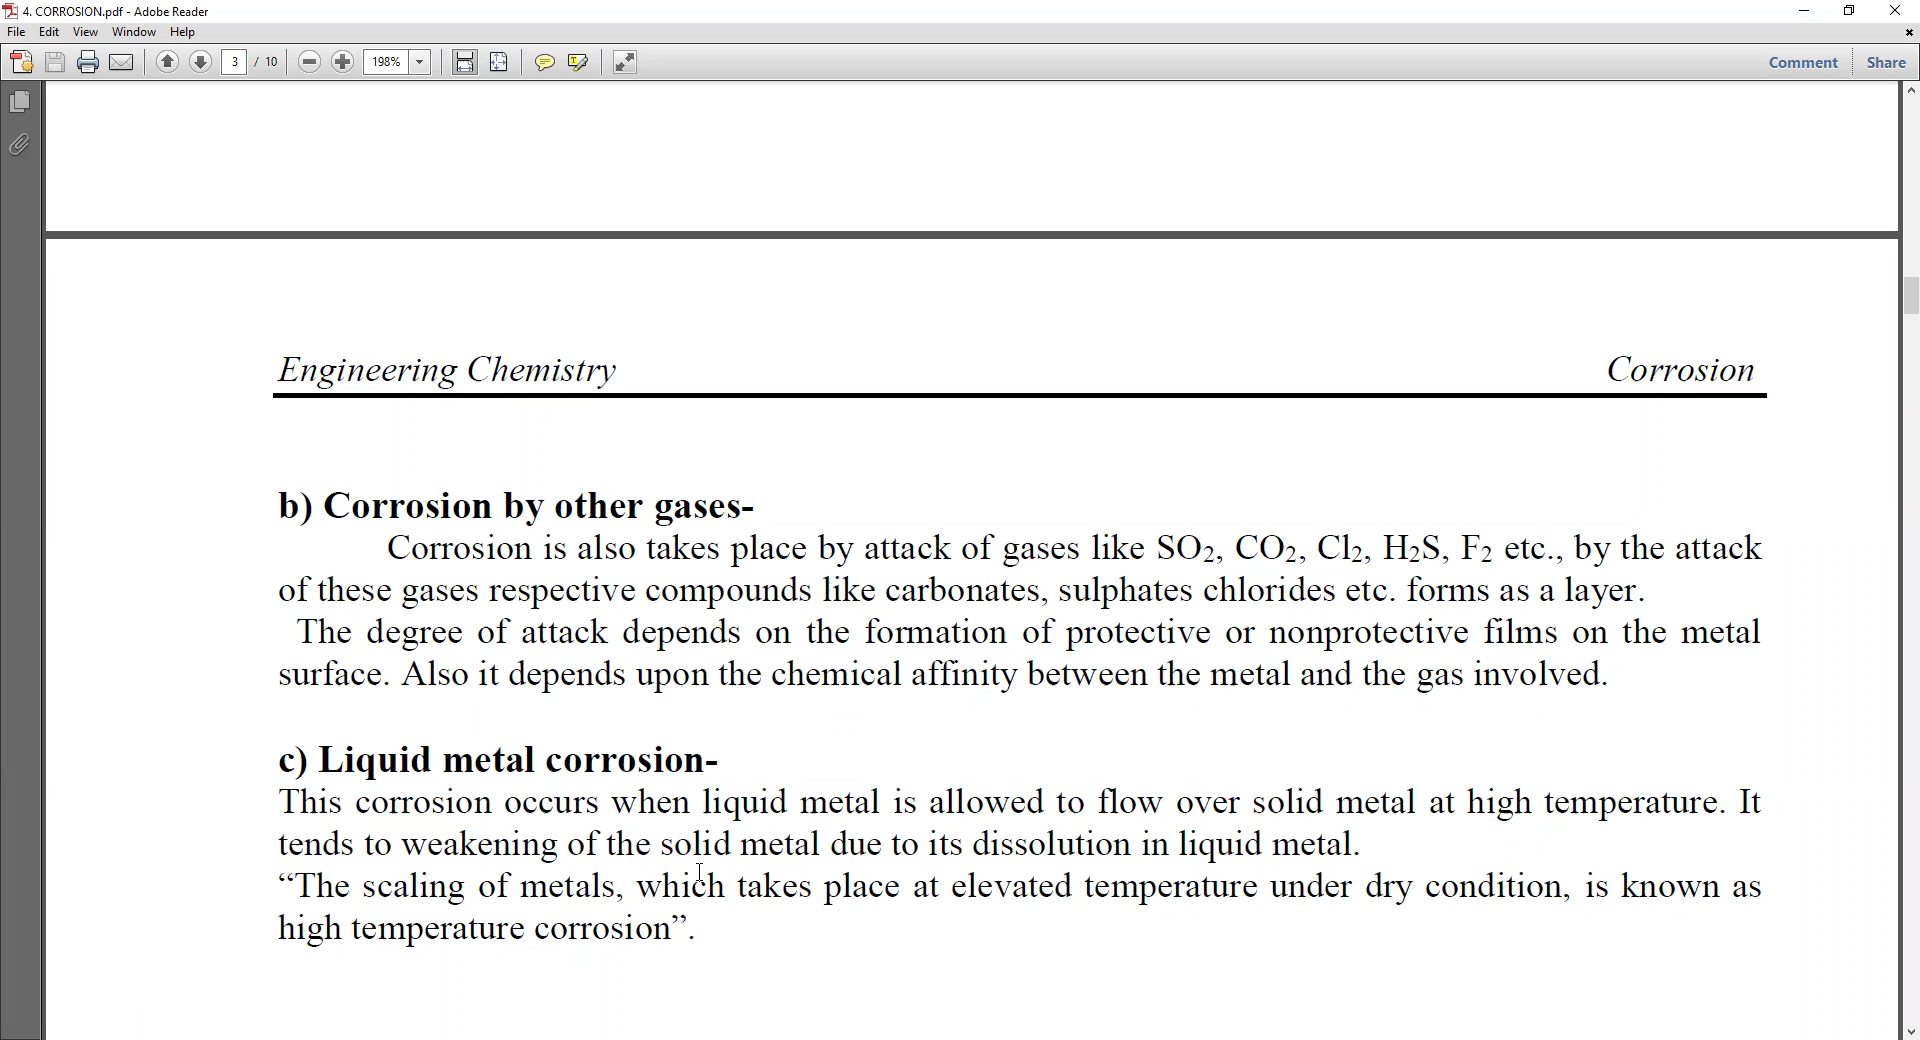 4. CORROSION.pdf - Adobe Reader
File Edit View Window Help
3 / 10 198% Comment Share
Engineering Chemistry Corrosion
b) Corrosion by other gases-
Corrosion is also takes place by attack of gases like SO₂, CO₂, Cl₂, H₂S, F₂ etc., by the attack
of these gases respective compounds like carbonates, sulphates chlorides etc. forms as a layer.
The degree of attack depends on the formation of protective or nonprotective films on the metal
surface. Also it depends upon the chemical affinity between the metal and the gas involved.
c) Liquid metal corrosion-
This corrosion occurs when liquid metal is allowed to flow over solid metal at high temperature. It
tends to weakening of the solid metal due to its dissolution in liquid metal.
“The scaling of metals, which takes place at elevated temperature under dry condition, is known as
high temperature corrosion”.